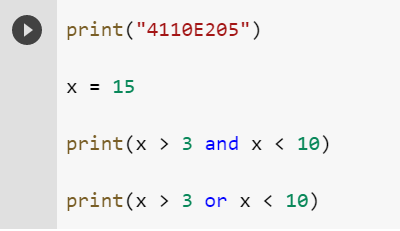 print("4110E205")
x = 15
print(x > 3 and x < 10)
print(x > 3 or x < 10)